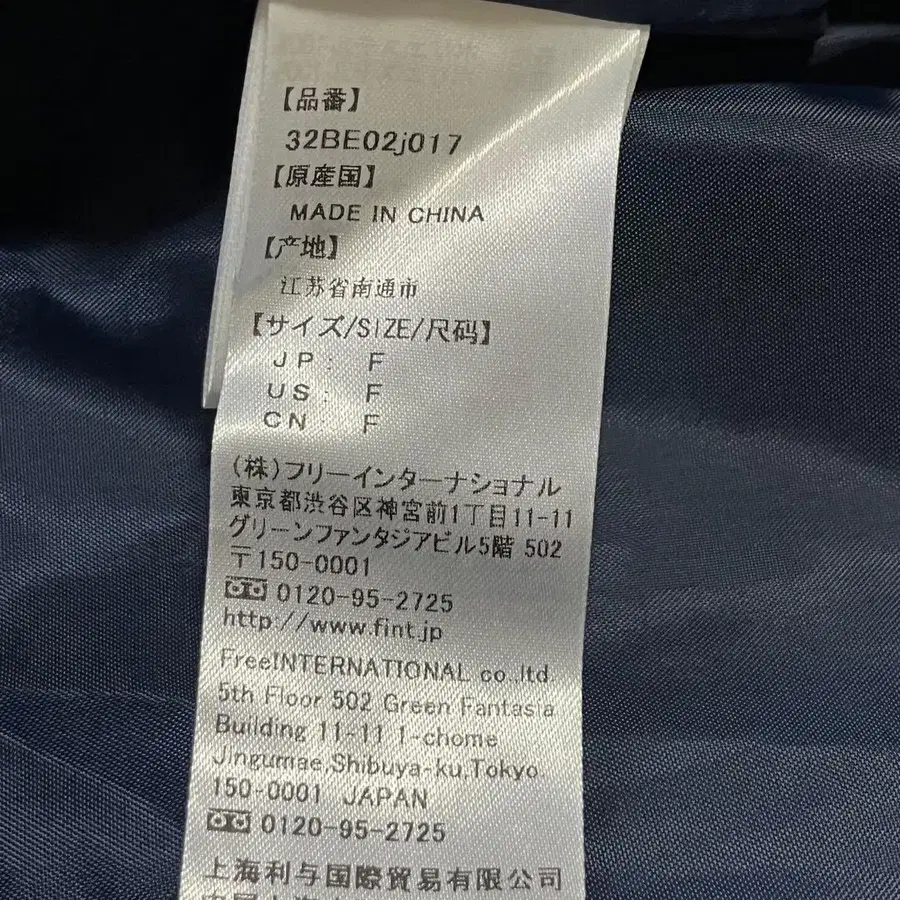 【品番】
32BE02j017
【原産国】
MADE IN CHINA
【产地】
江苏省南通市
【サイズ/SIZE/尺码】
JP: F
US: F
CN: F
(株)フリーインターナショナル
東京都渋谷区神宮前1丁目11-11
グリーンファンタジアビル5階 502
〒150-0001
0120-95-2725
http://www.fint.jp
FreeINTERNATIONAL co.,ltd
5th Floor 502 Green Fantasia
Building 11-11 1-chome
Jingumae,Shibuya-ku,Tokyo
150-0001 JAPAN
0120-95-2725
上海利与国際貿易有限公司